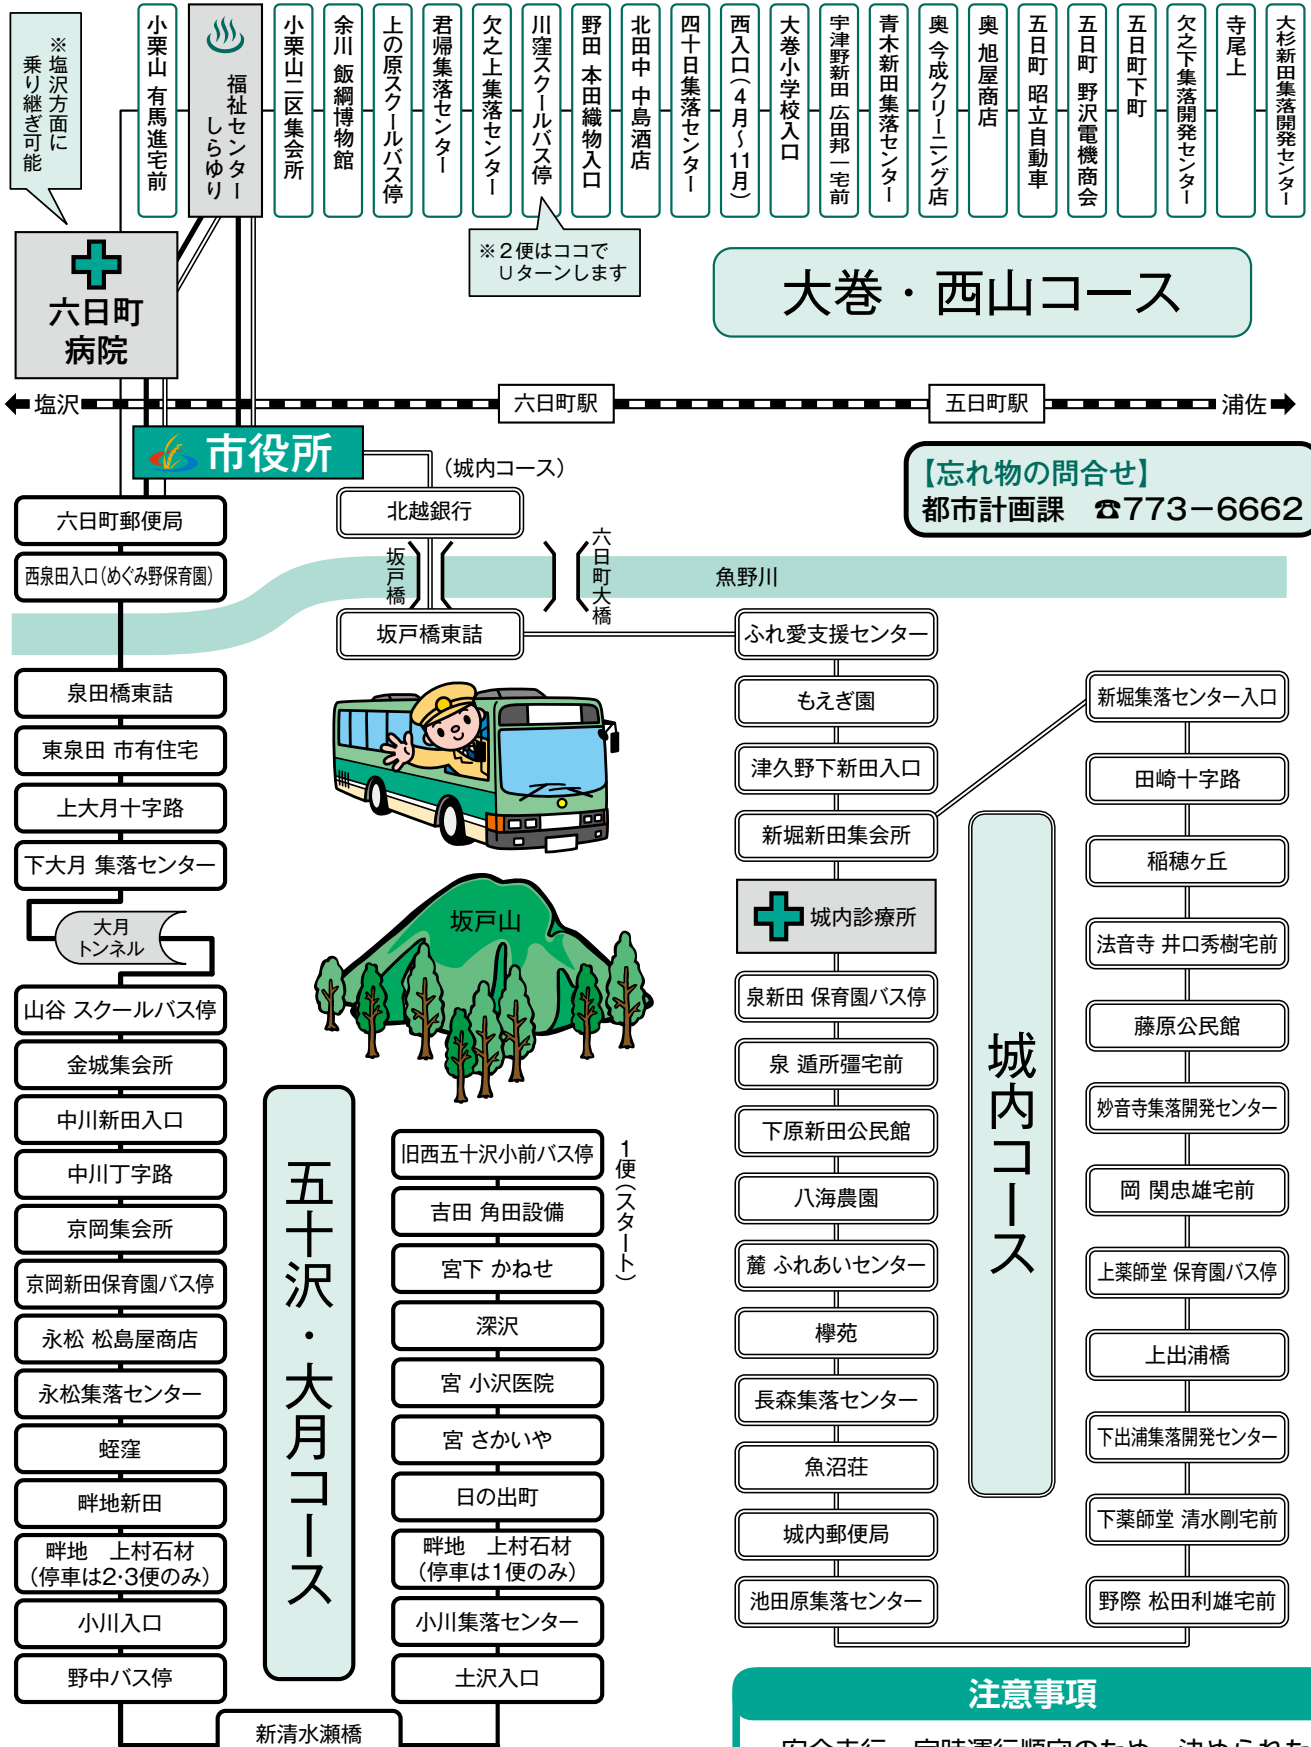 ※塩沢方面に
乗り継ぎ可能
小栗山 有馬進宅前
福祉センター
しらゆり
小栗山二区集会所
余川 飯綱博物館
上の原スクールバス停
君帰集落センター
欠之上集落センター
川窪スクールバス停
野田 本田織物入口
北田中 中島酒店
四十日集落センター
西入口(4月〜11月)
大巻小学校入口
宇津野新田 広田邦一宅前
青木新田集落センター
奥 今成クリーニング店
奥 旭屋商店
五日町 昭立自動車
五日町 野沢電機商会
五日町下町
欠之下集落開発センター
寺尾上
大杉新田集落開発センター
※2便はココで
Uターンします
六日町
病院
大巻・西山コース
塩沢
六日町駅
五日町駅
浦佐
市役所
(城内コース)
【忘れ物の問合せ】
都市計画課 ☎773−6662
北越銀行
坂戸橋
六日町大橋
魚野川
坂戸橋東詰
六日町郵便局
西泉田入口(めぐみ野保育園)
泉田橋東詰
東泉田 市有住宅
上大月十字路
下大月 集落センター
大月
トンネル
山谷 スクールバス停
金城集会所
中川新田入口
中川丁字路
京岡集会所
京岡新田保育園バス停
永松 松島屋商店
永松集落センター
蛭窪
畔地新田
畔地 上村石材
(停車は2·3便のみ)
小川入口
野中バス停
新清水瀬橋
坂戸山
五十沢・大月コース
1便(スタート)
旧西五十沢小前バス停
吉田 角田設備
宮下 かねせ
深沢
宮 小沢医院
宮 さかいや
日の出町
畔地 上村石材
(停車は1便のみ)
小川集落センター
土沢入口
ふれ愛支援センター
もえぎ園
津久野下新田入口
新堀新田集会所
城内診療所
泉新田 保育園バス停
泉 遁所彊宅前
下原新田公民館
八海農園
麓 ふれあいセンター
欅苑
長森集落センター
魚沼荘
城内郵便局
池田原集落センター
城内コース
新堀集落センター入口
田崎十字路
稲穂ヶ丘
法音寺 井口秀樹宅前
藤原公民館
妙音寺集落開発センター
岡 関忠雄宅前
上薬師堂 保育園バス停
上出浦橋
下出浦集落開発センター
下薬師堂 清水剛宅前
野際 松田利雄宅前
注意事項